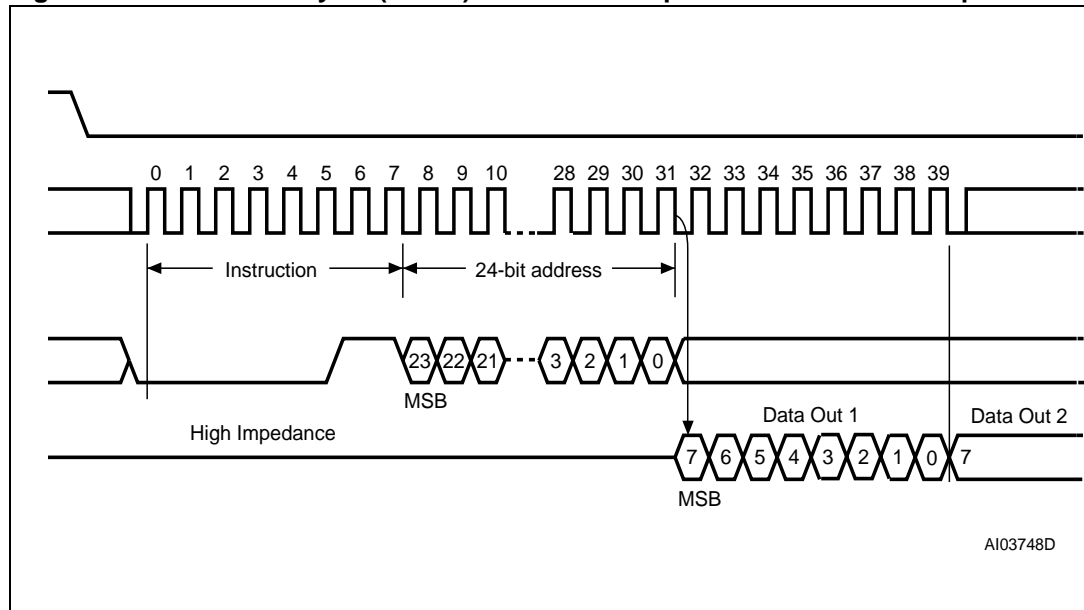 0 1 2 3 4 5 6 7 8 9 10 28 29 30 31 32 33 34 35 36 37 38 39
Instruction 24-bit address
23 22 21 3 2 1 0
MSB
High Impedance Data Out 1 Data Out 2
7 6 5 4 3 2 1 0 7
MSB
AI03748D